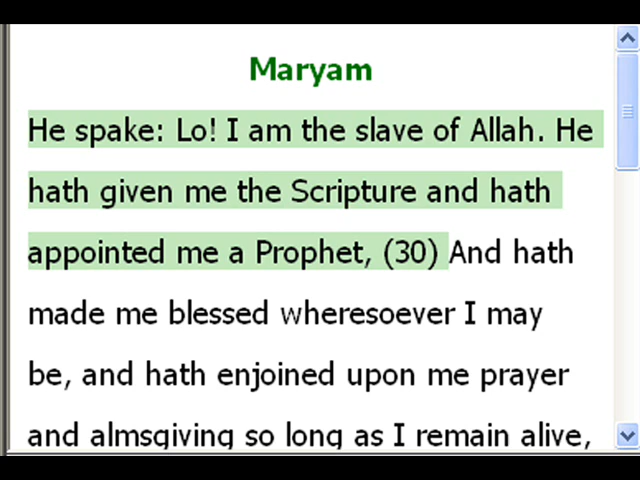 Maryam
He spake: Lo! I am the slave of Allah. He
hath given me the Scripture and hath
appointed me a Prophet, (30) And hath
made me blessed wheresoever I may
be, and hath enjoined upon me prayer
and almsgiving so long as I remain alive,